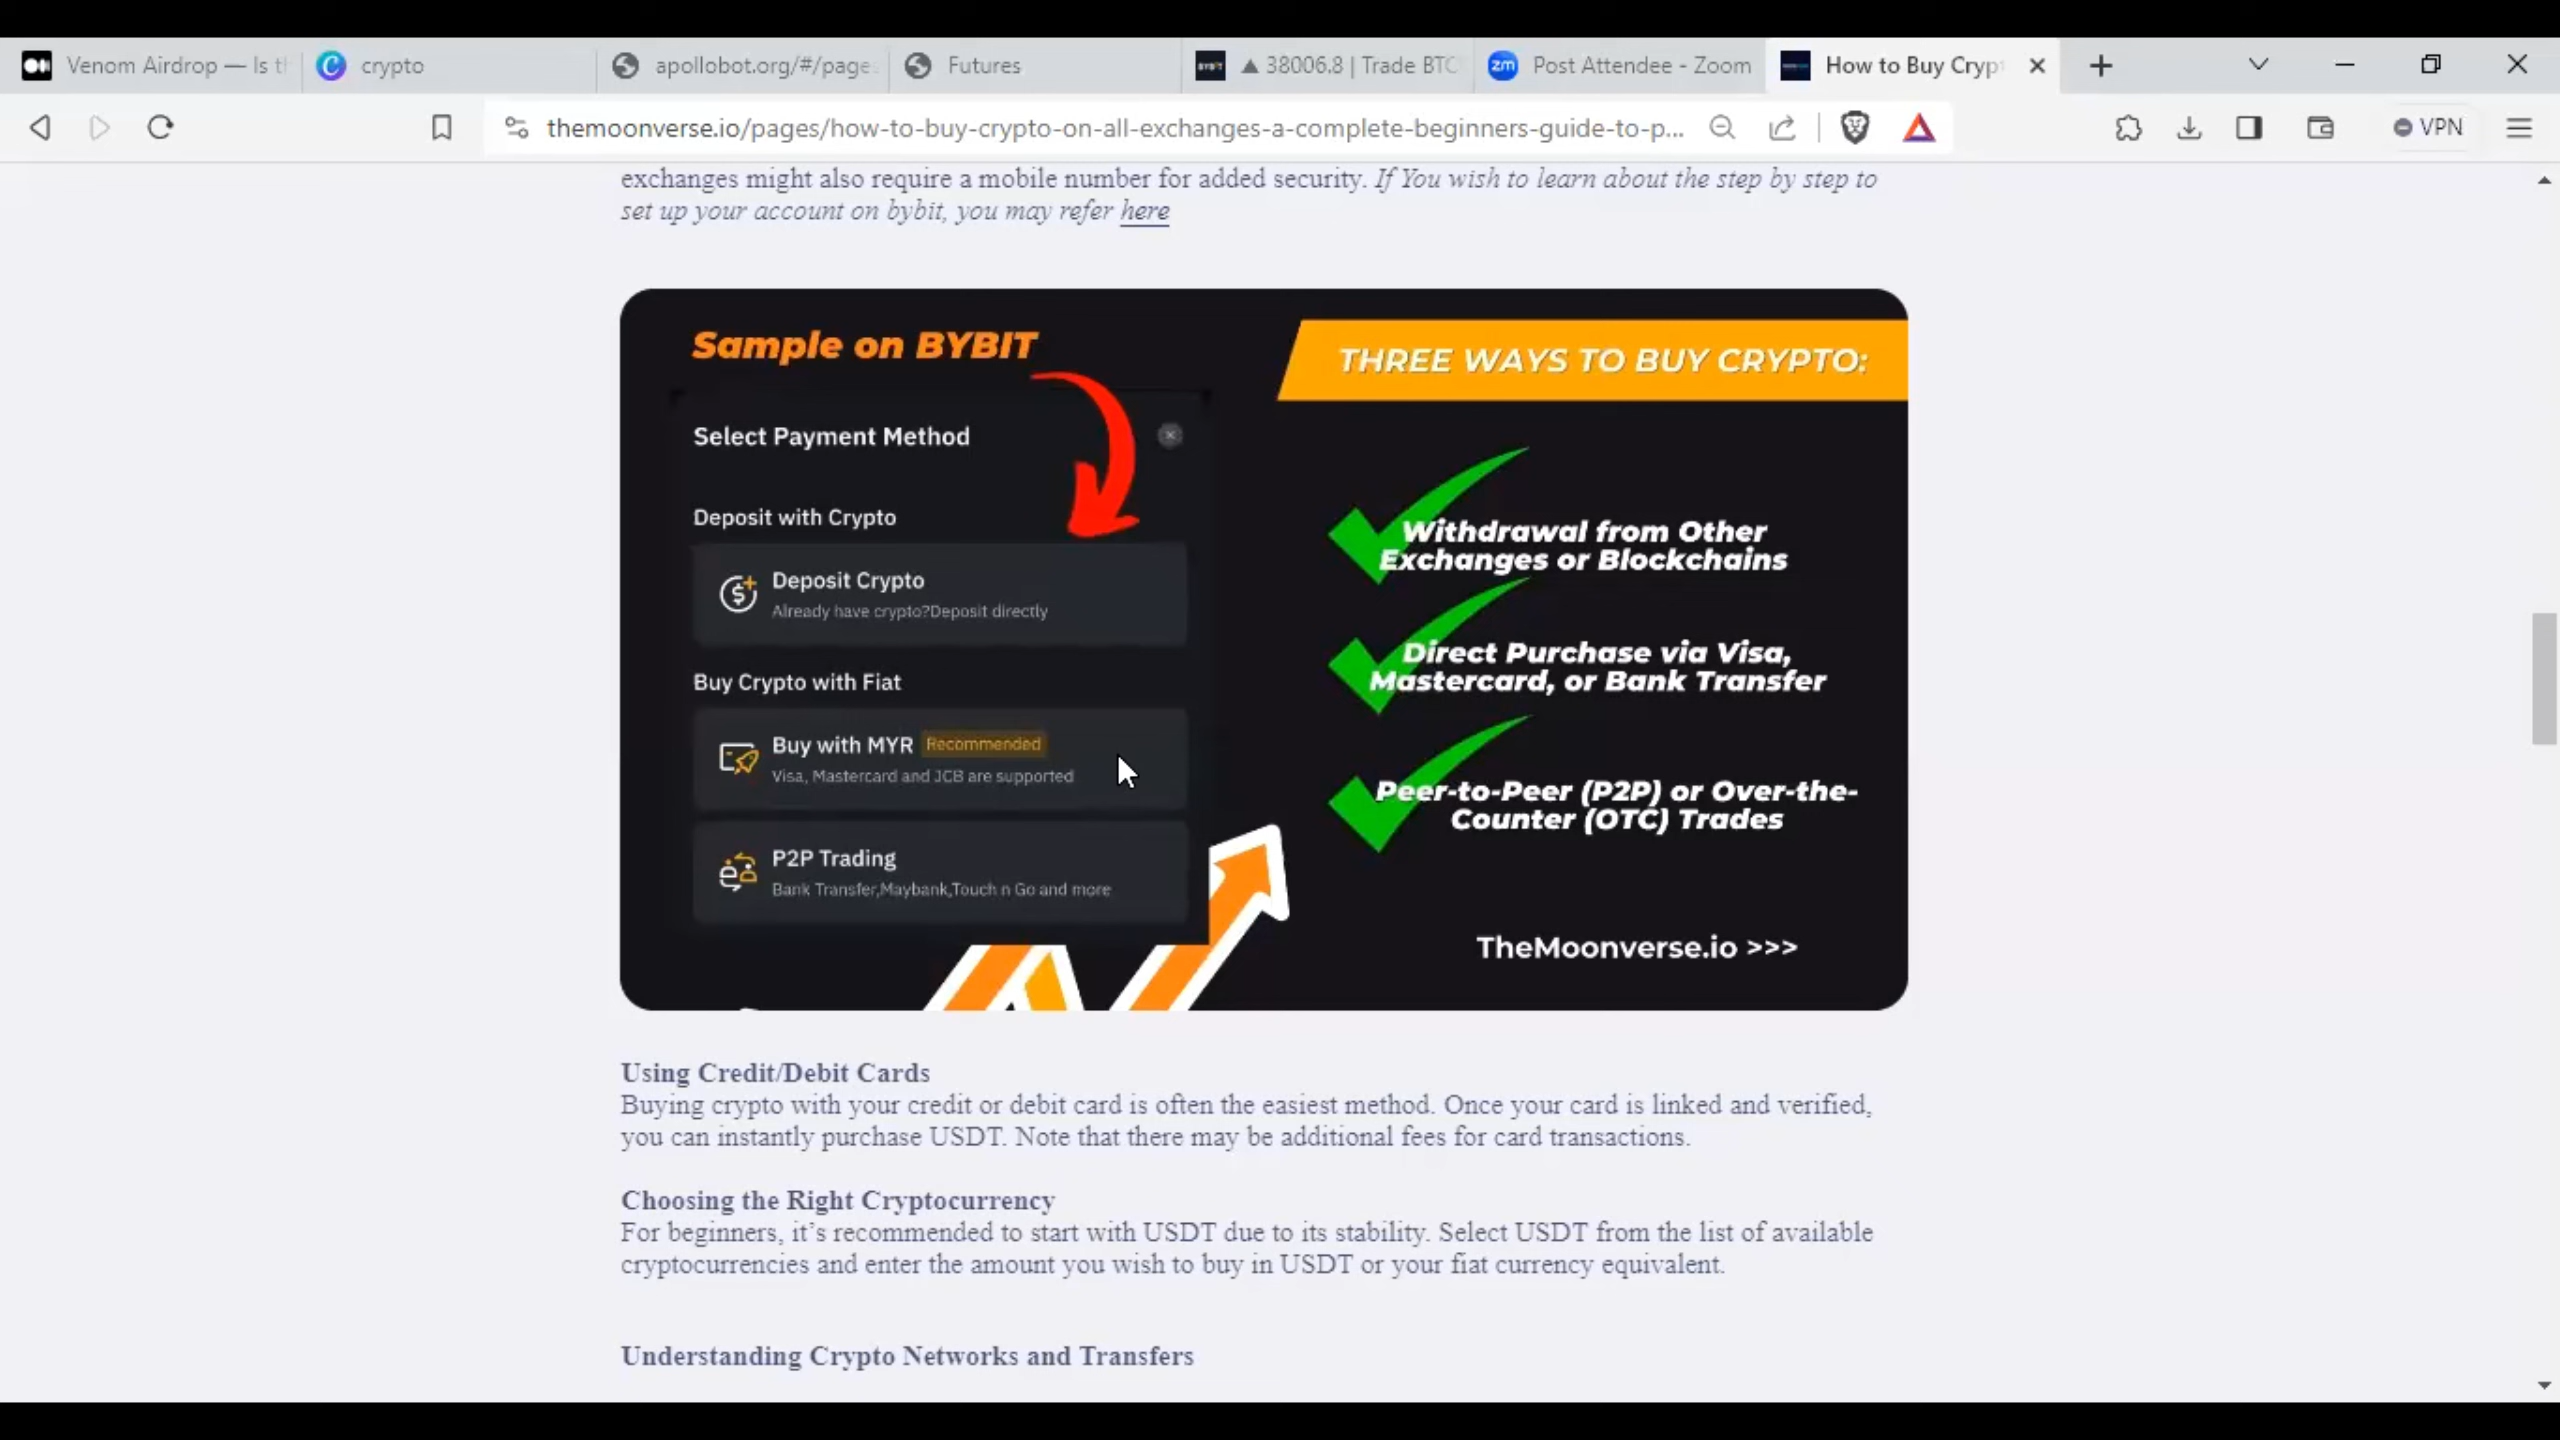 Venom Airdrop — Is t
crypto
apollobot.org/#/page
Futures
▲ 38006.8 | Trade BTC
Post Attendee - Zoom
How to Buy Cryp
themoonverse.io/pages/how-to-buy-crypto-on-all-exchanges-a-complete-beginners-guide-to-p...
VPN
exchanges might also require a mobile number for added security. If You wish to learn about the step by step to
set up your account on bybit, you may refer here
Sample on BYBIT
THREE WAYS TO BUY CRYPTO:
Select Payment Method
Deposit with Crypto
Deposit Crypto
Already have crypto?Deposit directly
Buy Crypto with Fiat
Buy with MYR Recommended
Visa, Mastercard and JCB are supported
P2P Trading
Bank Transfer,Maybank,Touch n Go and more
Withdrawal from Other
Exchanges or Blockchains
Direct Purchase via Visa,
Mastercard, or Bank Transfer
Peer-to-Peer (P2P) or Over-the-
Counter (OTC) Trades
TheMoonverse.io >>>
Using Credit/Debit Cards
Buying crypto with your credit or debit card is often the easiest method. Once your card is linked and verified,
you can instantly purchase USDT. Note that there may be additional fees for card transactions.
Choosing the Right Cryptocurrency
For beginners, it’s recommended to start with USDT due to its stability. Select USDT from the list of available
cryptocurrencies and enter the amount you wish to buy in USDT or your fiat currency equivalent.
Understanding Crypto Networks and Transfers